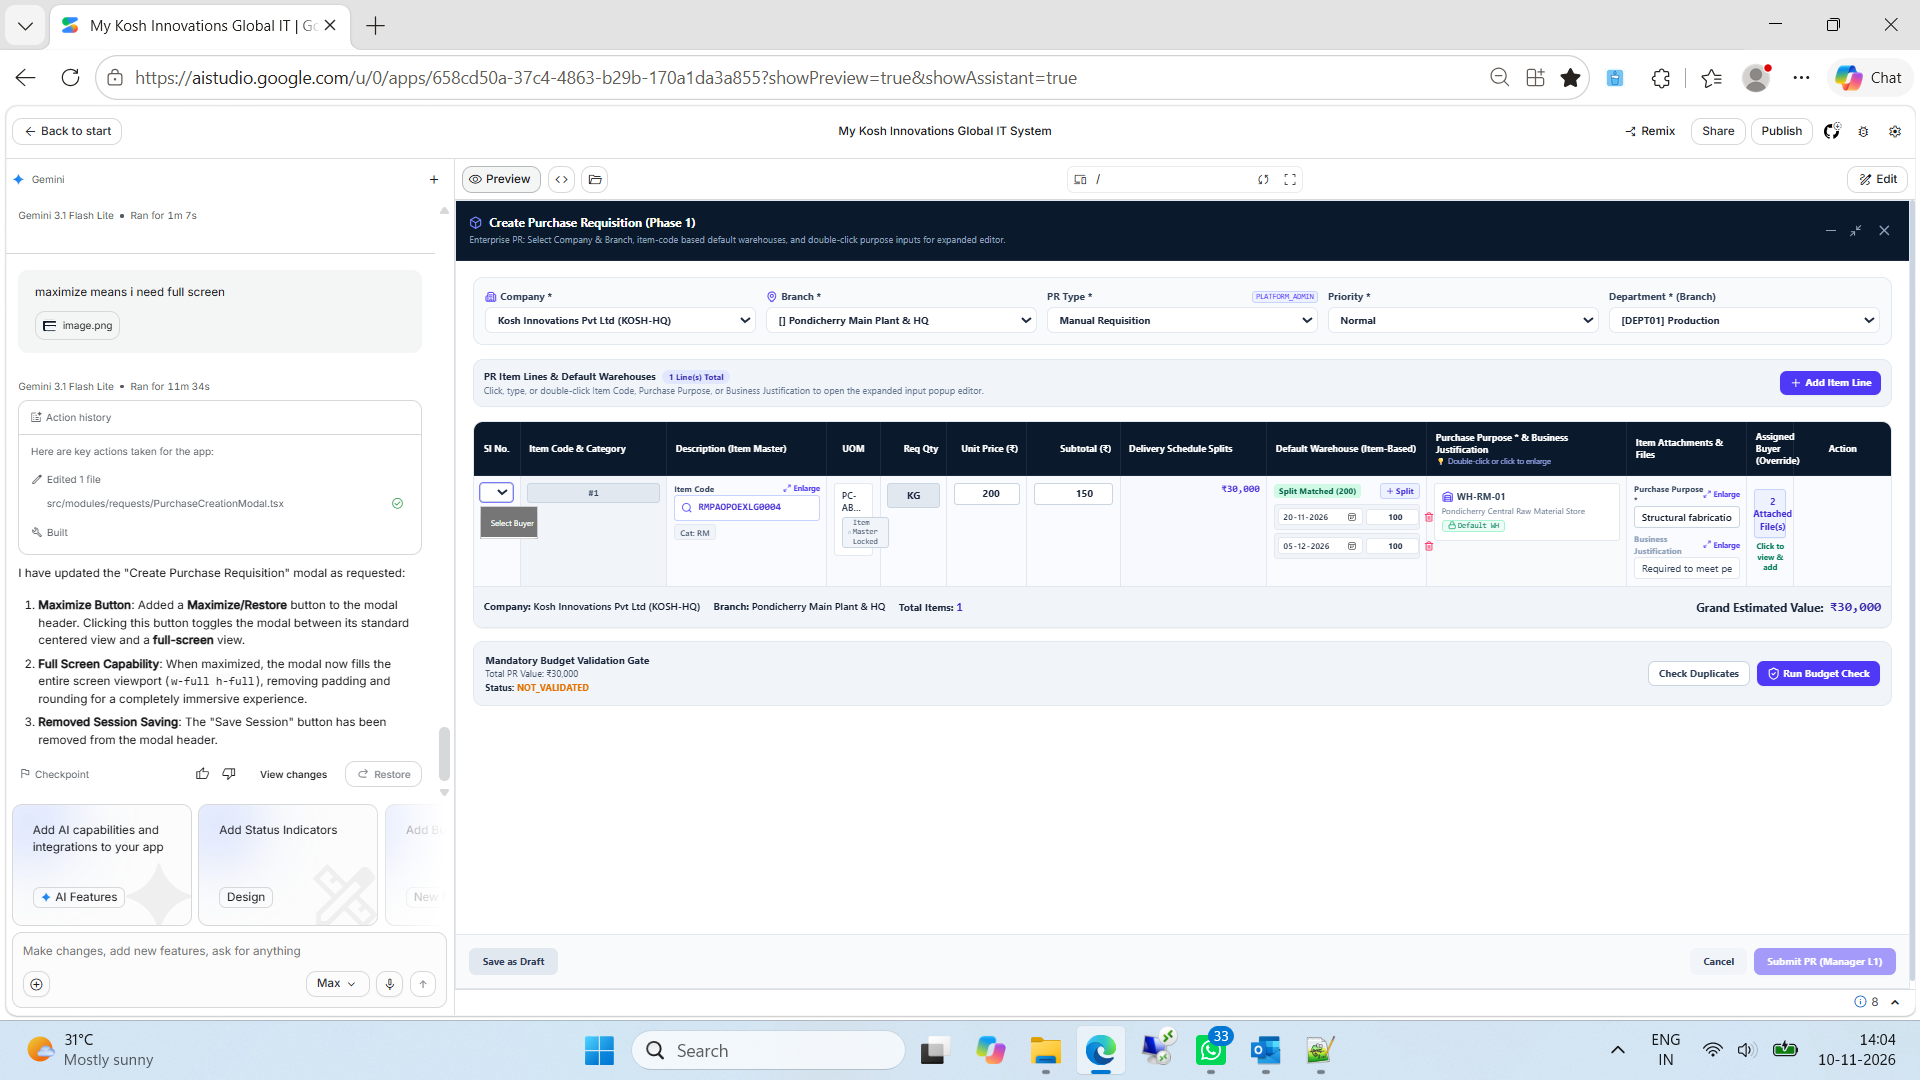 My Kosh Innovations Global IT | Go
https://aistudio.google.com/u/0/apps/658cd50a-37c4-4863-b29b-170a1da3a855?showPreview=true&showAssistant=true
Chat
Back to start
My Kosh Innovations Global IT System
Remix
Share
Publish
Gemini
Gemini 3.1 Flash Lite • Ran for 1m 7s
maximize means i need full screen
image.png
Gemini 3.1 Flash Lite • Ran for 11m 34s
Action history
Here are key actions taken for the app:
Edited 1 file
src/modules/requests/PurchaseCreationModal.tsx
Built
I have updated the "Create Purchase Requisition" modal as requested:
1. Maximize Button: Added a Maximize/Restore button to the modal
header. Clicking this button toggles the modal between its standard
centered view and a full-screen view.
2. Full Screen Capability: When maximized, the modal now fills the
entire screen viewport (w-full h-full), removing padding and
rounding for a completely immersive experience.
3. Removed Session Saving: The "Save Session" button has been
removed from the modal header.
Checkpoint
View changes
Restore
Add AI capabilities and
integrations to your app
AI Features
Add Status Indicators
Design
Add B
New
Make changes, add new features, ask for anything
Max
Preview
/
Edit
Create Purchase Requisition (Phase 1)
Enterprise PR: Select Company & Branch, item-code based default warehouses, and double-click purpose inputs for expanded editor.
Company *
Branch *
PR Type *
PLATFORM_ADMIN
Priority *
Department * (Branch)
Kosh Innovations Pvt Ltd (KOSH-HQ)
[] Pondicherry Main Plant & HQ
Manual Requisition
Normal
[DEPT01] Production
PR Item Lines & Default Warehouses
1 Line(s) Total
Click, type, or double-click Item Code, Purchase Purpose, or Business Justification to open the expanded input popup editor.
+ Add Item Line
Sl No.
Item Code & Category
Description (Item Master)
UOM
Req Qty
Unit Price (₹)
Subtotal (₹)
Delivery Schedule Splits
Default Warehouse (Item-Based)
Purchase Purpose * & Business
Justification
Double-click or click to enlarge
Item Attachments &
Files
Assigned
Buyer
(Override)
Action
Select Buyer
#1
Item Code
Enlarge
RMPAOPOEXLG0004
Cat: RM
PC-
AB...
Item
Master
Locked
KG
200
150
₹30,000
Split Matched (200)
+ Split
20-11-2026
100
05-12-2026
100
WH-RM-01
Pondicherry Central Raw Material Store
Default WH
Purchase Purpose
*
Enlarge
Structural fabricatio
Business
Justification
Enlarge
Required to meet pe
2
Attached
File(s)
Click to
view &
add
Company: Kosh Innovations Pvt Ltd (KOSH-HQ)
Branch: Pondicherry Main Plant & HQ
Total Items: 1
Grand Estimated Value: ₹30,000
Mandatory Budget Validation Gate
Total PR Value: ₹30,000
Status: NOT_VALIDATED
Check Duplicates
Run Budget Check
Save as Draft
Cancel
Submit PR (Manager L1)
8
31°C
Mostly sunny
Search
33
ENG
IN
14:04
10-11-2026